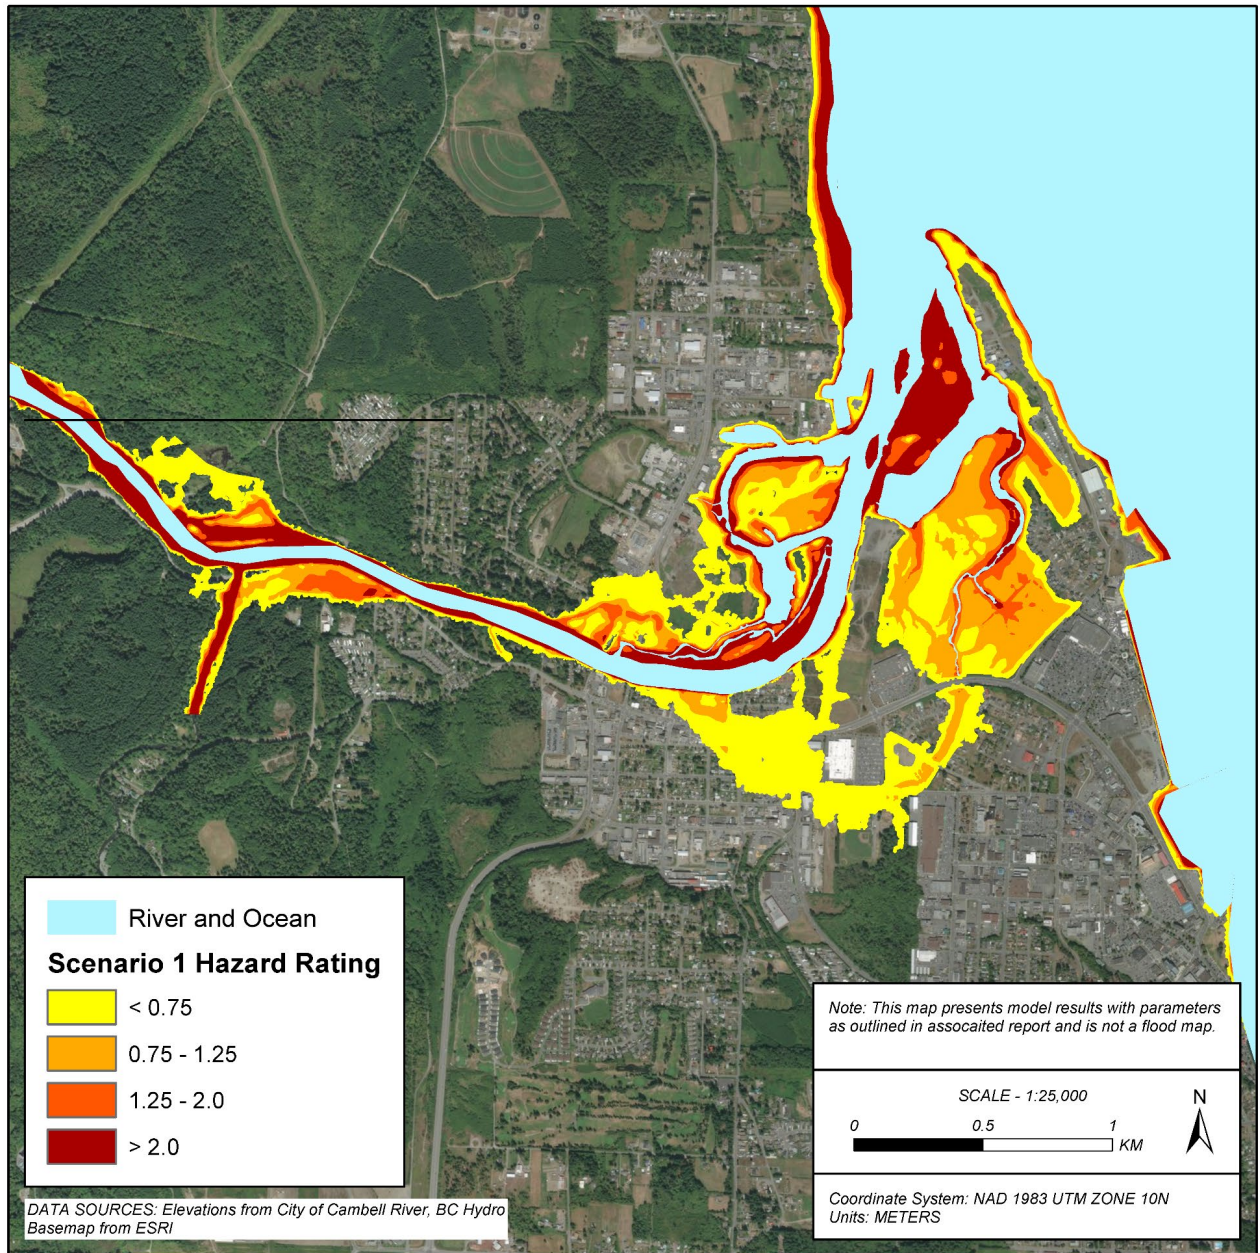 River and Ocean
Scenario 1 Hazard Rating
< 0.75
0.75 - 1.25
1.25 - 2.0
> 2.0
DATA SOURCES: Elevations from City of Cambell River, BC Hydro
Basemap from ESRI
Note: This map presents model results with parameters
as outlined in assocaited report and is not a flood map.
SCALE - 1:25,000
0 0.5 1
KM
N
Coordinate System: NAD 1983 UTM ZONE 10N
Units: METERS